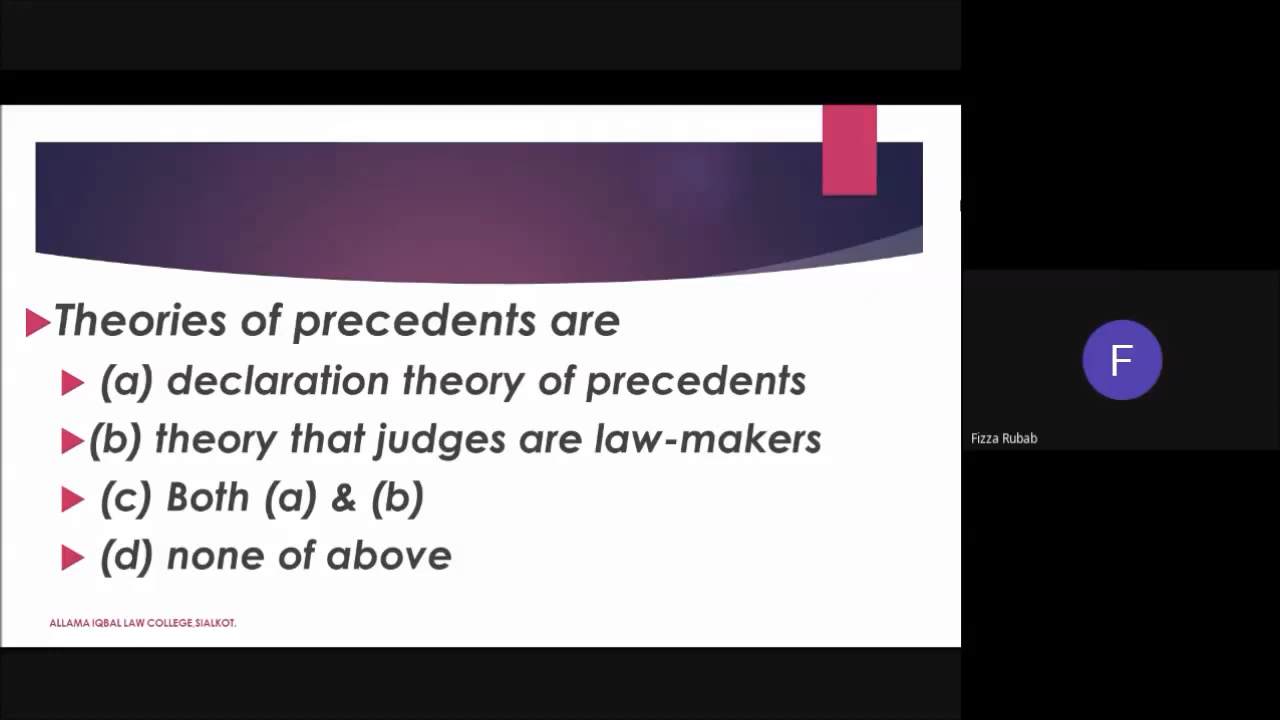 Theories of precedents are
(a) declaration theory of precedents
(b) theory that judges are law-makers
(c) Both (a) & (b)
(d) none of above
ALLAMA IQBAL LAW COLLEGE,SIALKOT.
F
Fizza Rubab